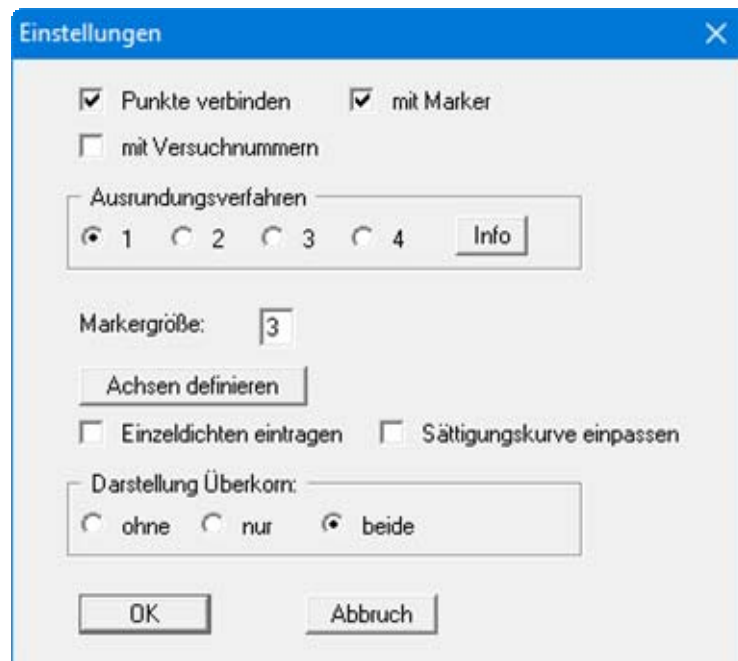 Einstellungen
Punkte verbinden mit Marker
mit Versuchnummern
Ausrundungsverfahren
1 2 3 4 Info
Markergröße: 3
Achsen definieren
Einzeldichten eintragen Sättigungskurve einpassen
Darstellung Überkorn:
ohne nur beide
OK Abbruch